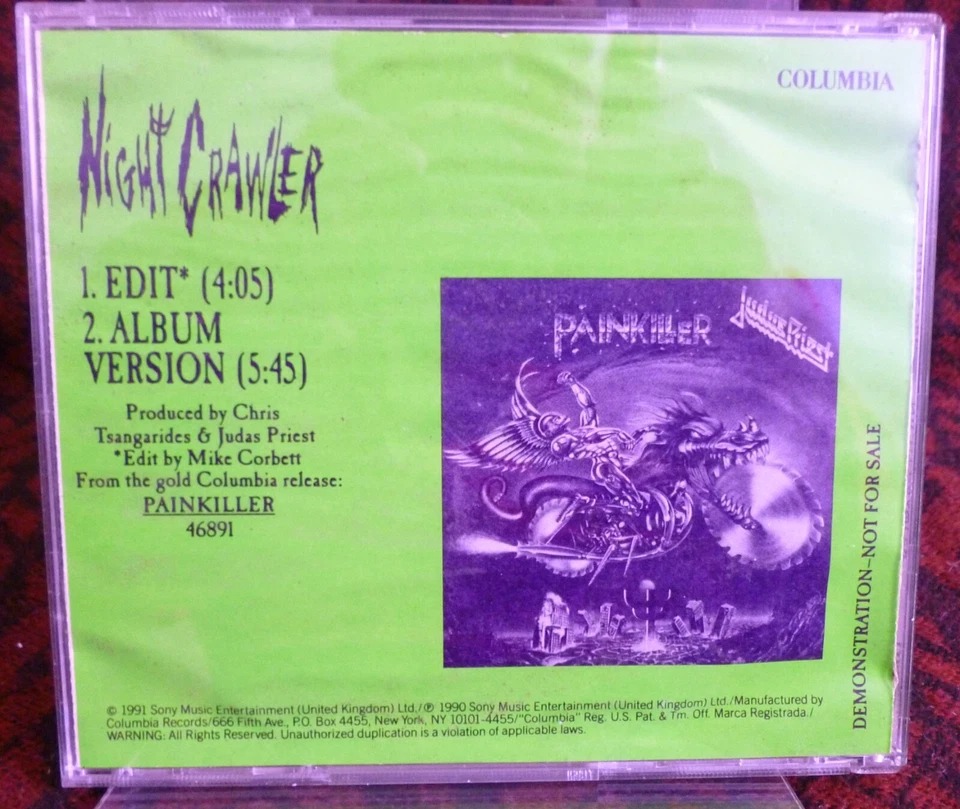 COLUMBIA
NIGHT CRAWLER
1. EDIT* (4:05)
2. ALBUM
VERSION (5:45)
Produced by Chris
Tsangarides & Judas Priest
*Edit by Mike Corbett
From the gold Columbia release:
PAINKILLER
46891
PAINKILLER
Judas Priest
DEMONSTRATION–NOT FOR SALE
© 1991 Sony Music Entertainment (United Kingdom) Ltd./℗ 1990 Sony Music Entertainment (United Kingdom) Ltd./Manufactured by
Columbia Records/666 Fifth Ave., P.O. Box 4455, New York, NY 10101-4455/"Columbia" Reg. U.S. Pat. & Tm. Off. Marca Registrada./
WARNING: All Rights Reserved. Unauthorized duplication is a violation of applicable laws.